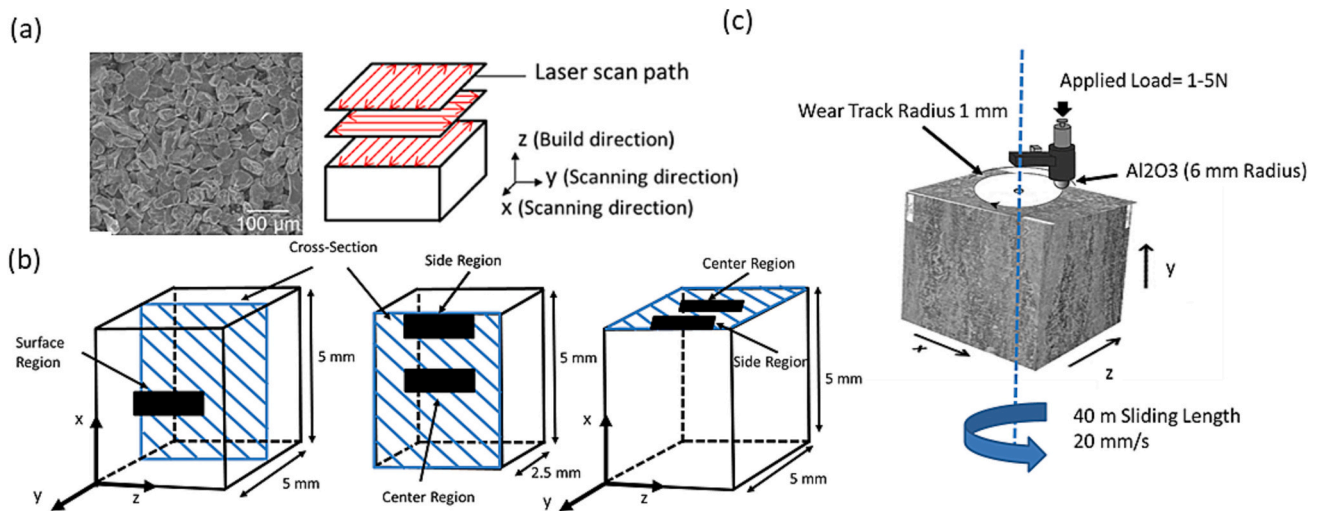 (a)
100 µm
Laser scan path
z (Build direction)
y (Scanning direction)
x (Scanning direction)
(b)
Cross-Section
Surface
Region
x
y
z
5 mm
5 mm
Side Region
Center Region
5 mm
2.5 mm
Center Region
Side Region
5 mm
5 mm
y
z
(c)
Applied Load= 1-5N
Wear Track Radius 1 mm
Al2O3 (6 mm Radius)
y
x
z
40 m Sliding Length
20 mm/s